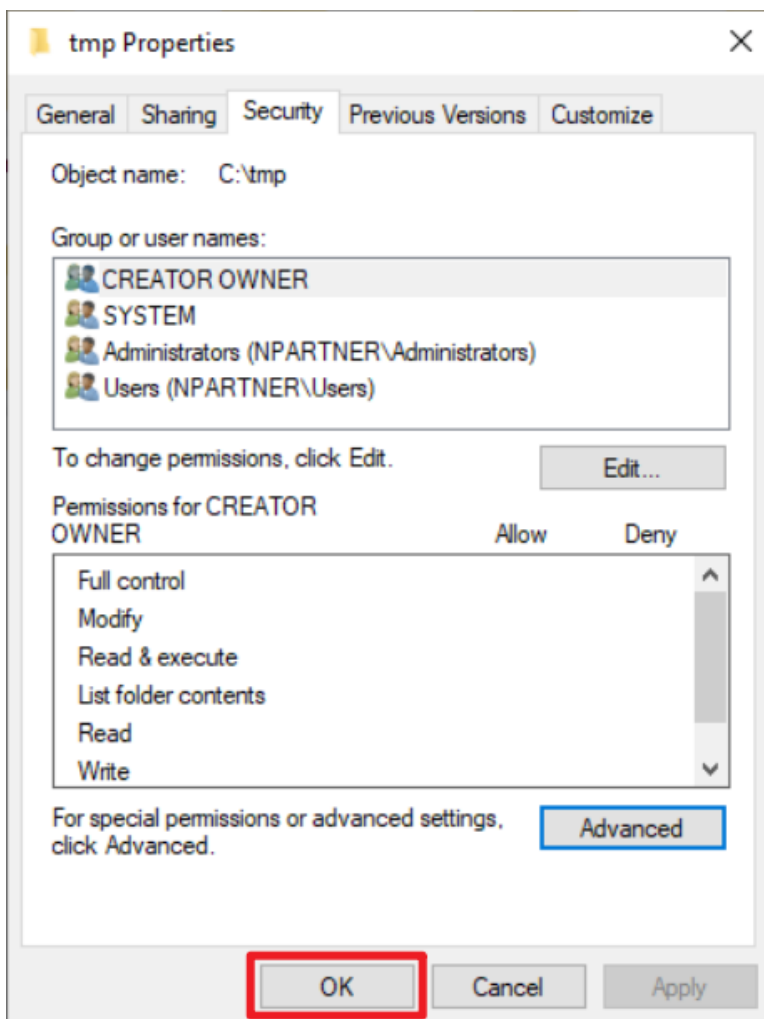 tmp Properties
General Sharing Security Previous Versions Customize
Object name: C:\tmp
Group or user names:
CREATOR OWNER
SYSTEM
Administrators (NPARTNER\Administrators)
Users (NPARTNER\Users)
To change permissions, click Edit.
Edit...
Permissions for CREATOR
OWNER Allow Deny
Full control
Modify
Read & execute
List folder contents
Read
Write
For special permissions or advanced settings,
click Advanced.
Advanced
OK Cancel Apply